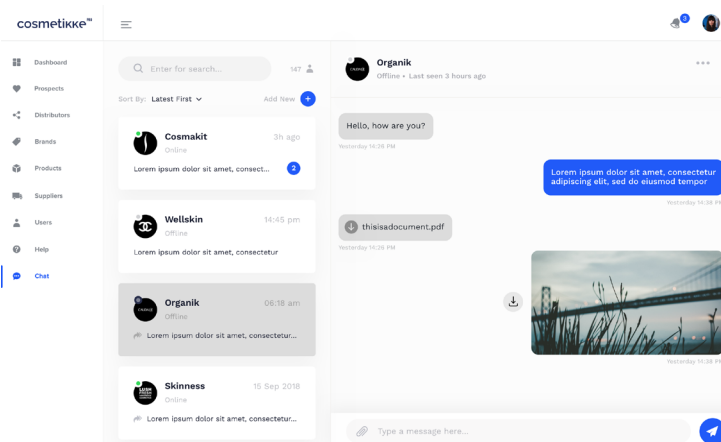 cosmetikke™
3
Dashboard
Prospects
Distributors
Brands
Products
Suppliers
Users
Help
Chat
Enter for search...
147
Sort By: Latest First
Add New +
Cosmakit
3h ago
Online
Lorem ipsum dolor sit amet, consect...
2
Wellskin
14:45 pm
Offline
Lorem ipsum dolor sit amet, consectetur
Organik
06:18 am
Offline
Lorem ipsum dolor sit amet, consectetur...
Skinness
15 Sep 2018
Online
Lorem ipsum dolor sit amet, consectetur...
Organik
Offline • Last seen 3 hours ago
Hello, how are you?
Yesterday 14:26 PM
Lorem ipsum dolor sit amet, consectetur
adipiscing elit, sed do eiusmod tempor
Yesterday 14:38 PM
thisisadocument.pdf
Yesterday 14:26 PM
Yesterday 14:38 PM
Type a message here...